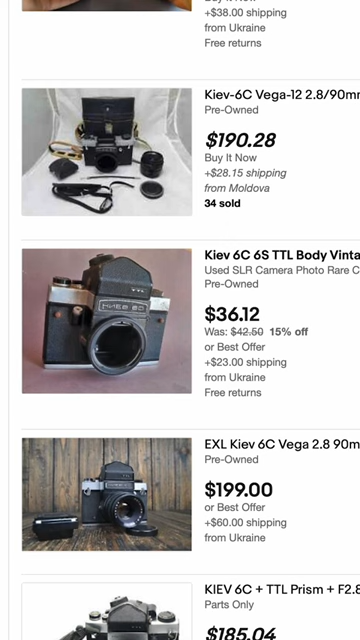 +$38.00 shipping
from Ukraine
Free returns
Kiev-6C Vega-12 2.8/90mm
Pre-Owned
$190.28
Buy It Now
+$28.15 shipping
from Moldova
34 sold
Kiev 6C 6S TTL Body Vinta
Used SLR Camera Photo Rare C
Pre-Owned
$36.12
Was: $42.50 15% off
or Best Offer
+$23.00 shipping
from Ukraine
Free returns
EXL Kiev 6C Vega 2.8 90m
Pre-Owned
$199.00
or Best Offer
+$60.00 shipping
from Ukraine
KIEV 6C + TTL Prism + F2.8
Parts Only
$185.04